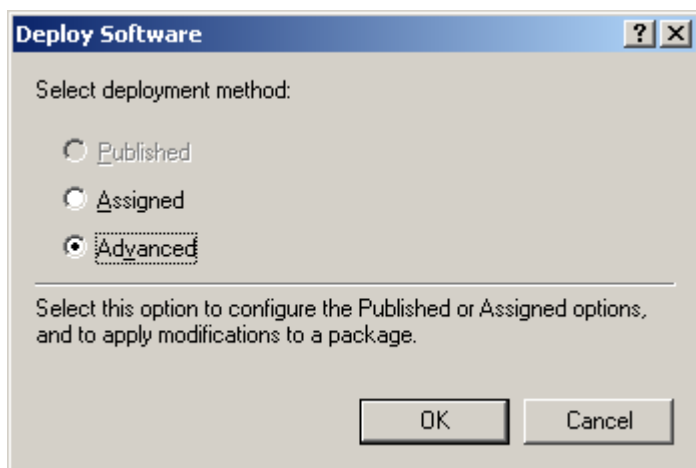 Deploy Software
Select deployment method:
Published
Assigned
Advanced
Select this option to configure the Published or Assigned options,
and to apply modifications to a package.
OK Cancel